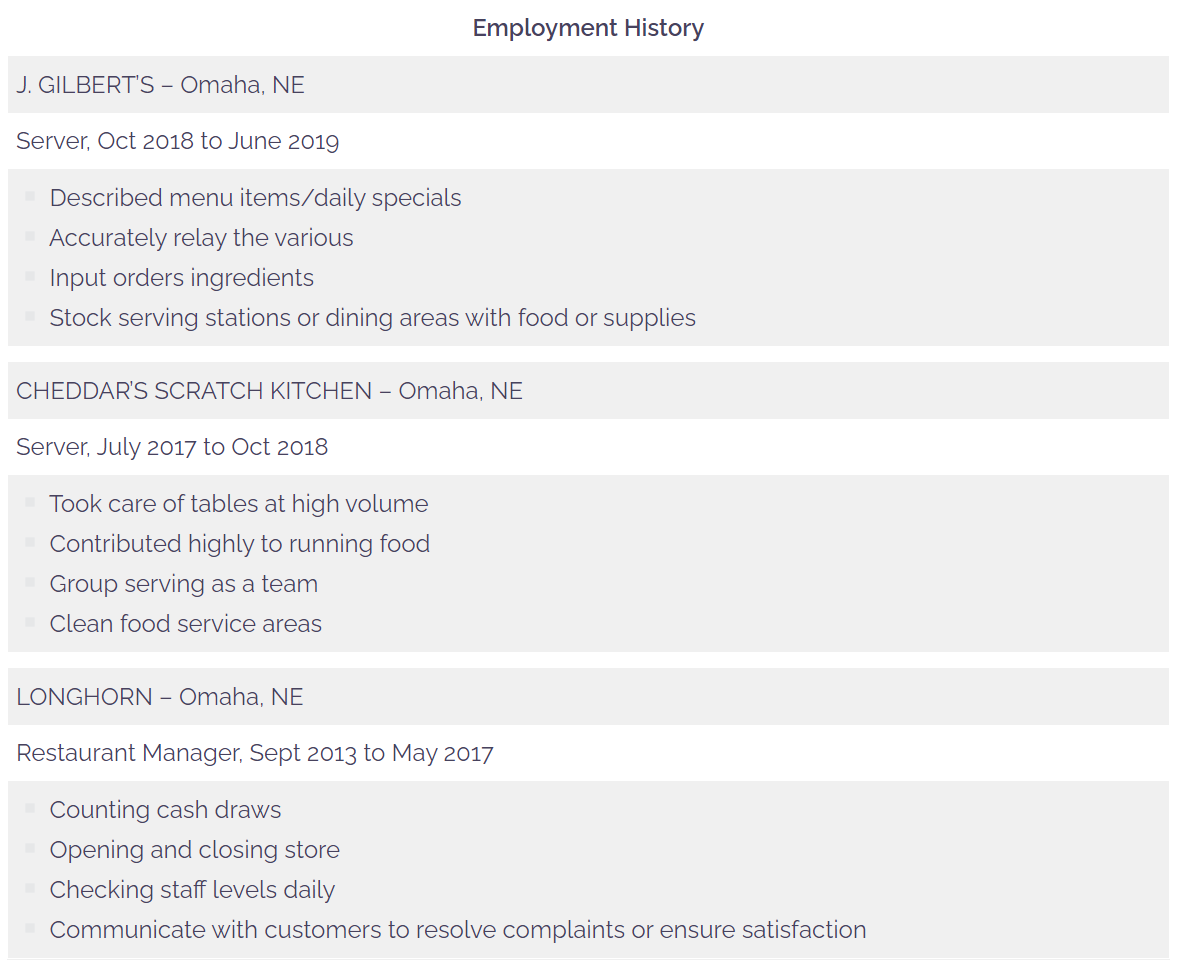 Employment History
J. GILBERT’S – Omaha, NE
Server, Oct 2018 to June 2019
Described menu items/daily specials
Accurately relay the various
Input orders ingredients
Stock serving stations or dining areas with food or supplies
CHEDDAR’S SCRATCH KITCHEN – Omaha, NE
Server, July 2017 to Oct 2018
Took care of tables at high volume
Contributed highly to running food
Group serving as a team
Clean food service areas
LONGHORN – Omaha, NE
Restaurant Manager, Sept 2013 to May 2017
Counting cash draws
Opening and closing store
Checking staff levels daily
Communicate with customers to resolve complaints or ensure satisfaction